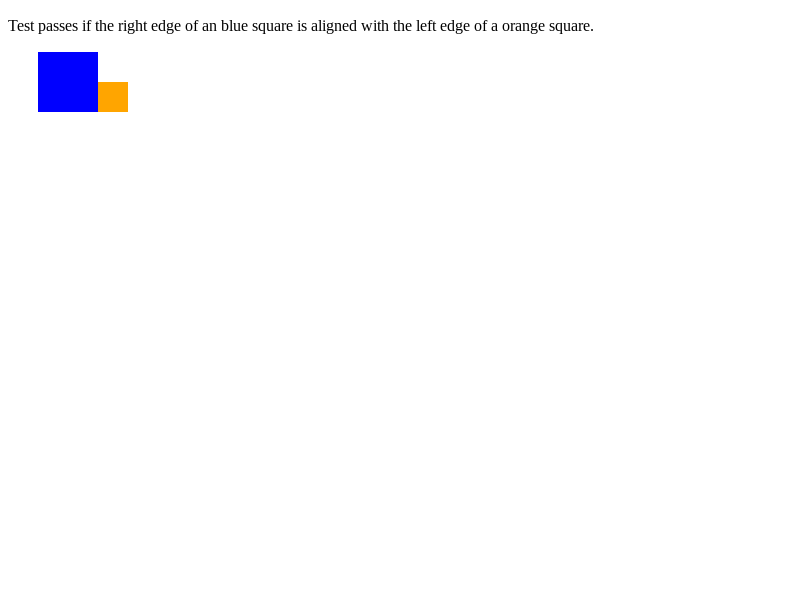 Test passes if the right edge of an blue square is aligned with the left edge of a orange square.